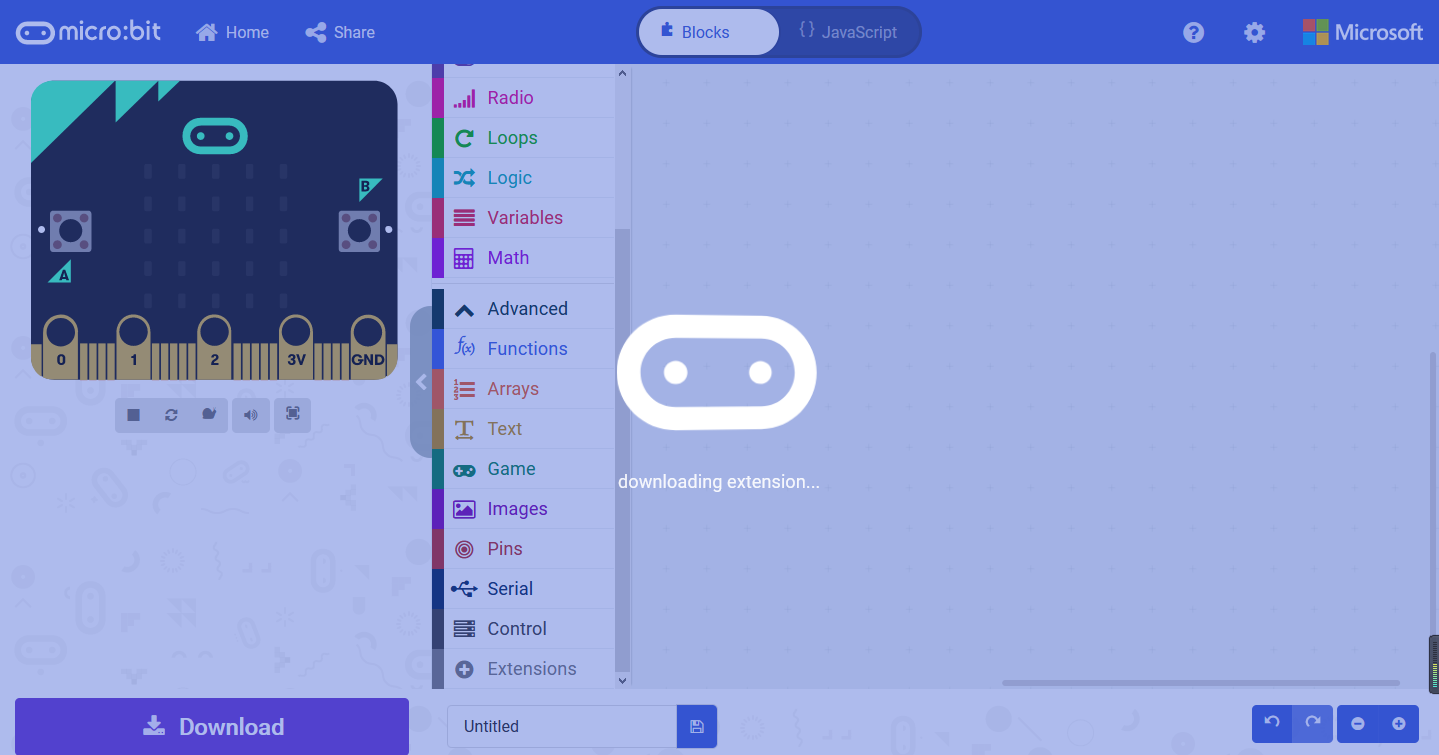 micro:bit
Home
Share
Blocks
{} JavaScript
?
Microsoft
Radio
Loops
Logic
Variables
Math
Advanced
f(x) Functions
Arrays
Text
Game
Images
Pins
Serial
Control
Extensions
B
A
0 1 2 3V GND
downloading extension...
Download
Untitled